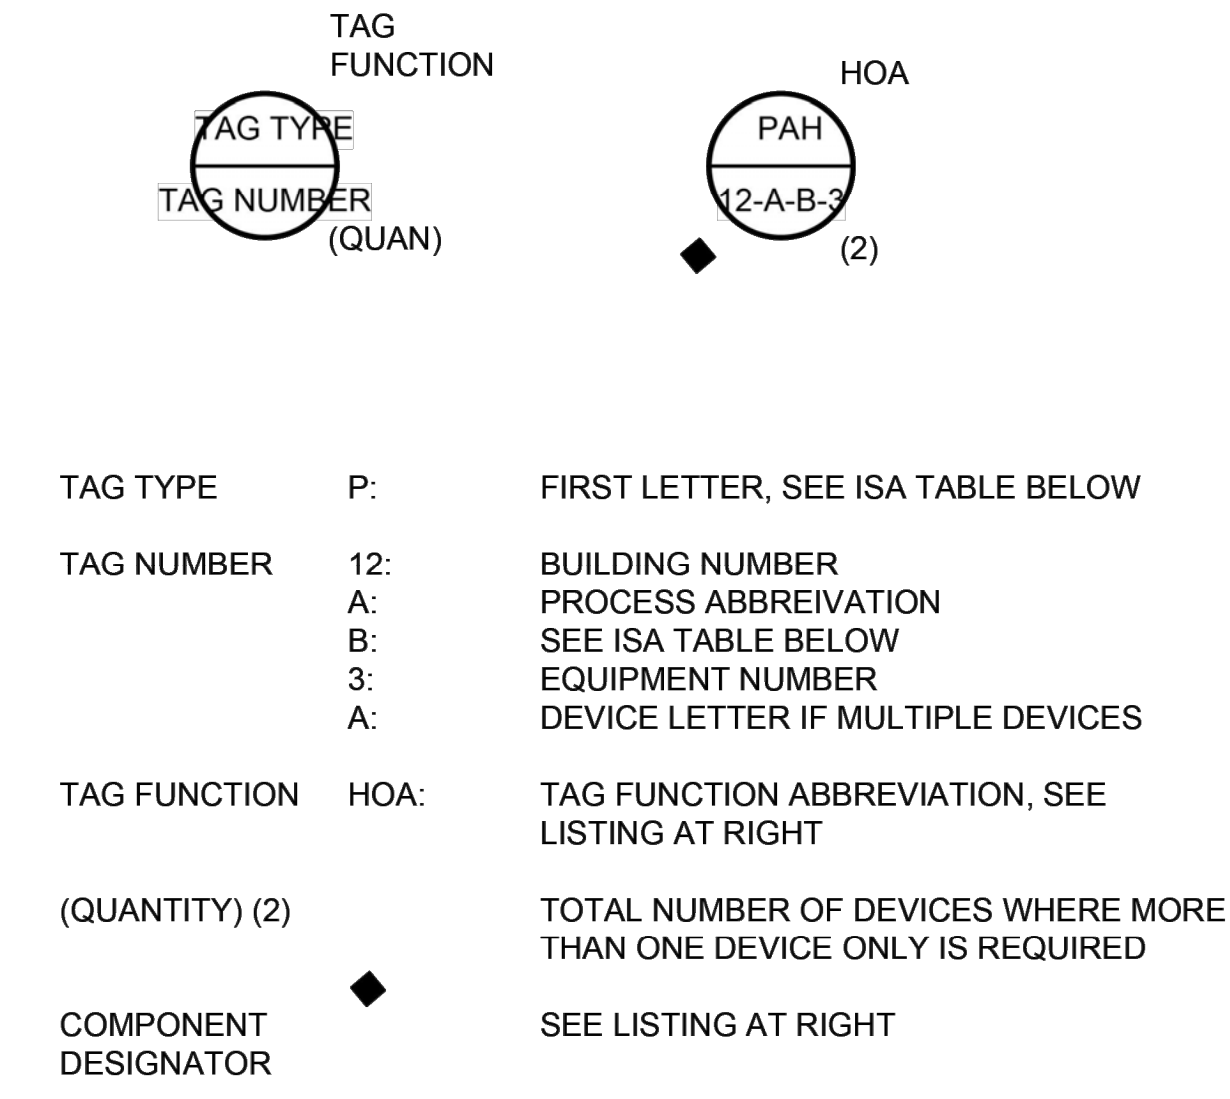 TAG
FUNCTION
TAG TYPE
TAG NUMBER
(QUAN)
HOA
PAH
12-A-B-3
(2)
TAG TYPE P: FIRST LETTER, SEE ISA TABLE BELOW
TAG NUMBER 12: BUILDING NUMBER
A: PROCESS ABBREIVATION
B: SEE ISA TABLE BELOW
3: EQUIPMENT NUMBER
A: DEVICE LETTER IF MULTIPLE DEVICES
TAG FUNCTION HOA: TAG FUNCTION ABBREVIATION, SEE
LISTING AT RIGHT
(QUANTITY) (2) TOTAL NUMBER OF DEVICES WHERE MORE
THAN ONE DEVICE ONLY IS REQUIRED
COMPONENT SEE LISTING AT RIGHT
DESIGNATOR